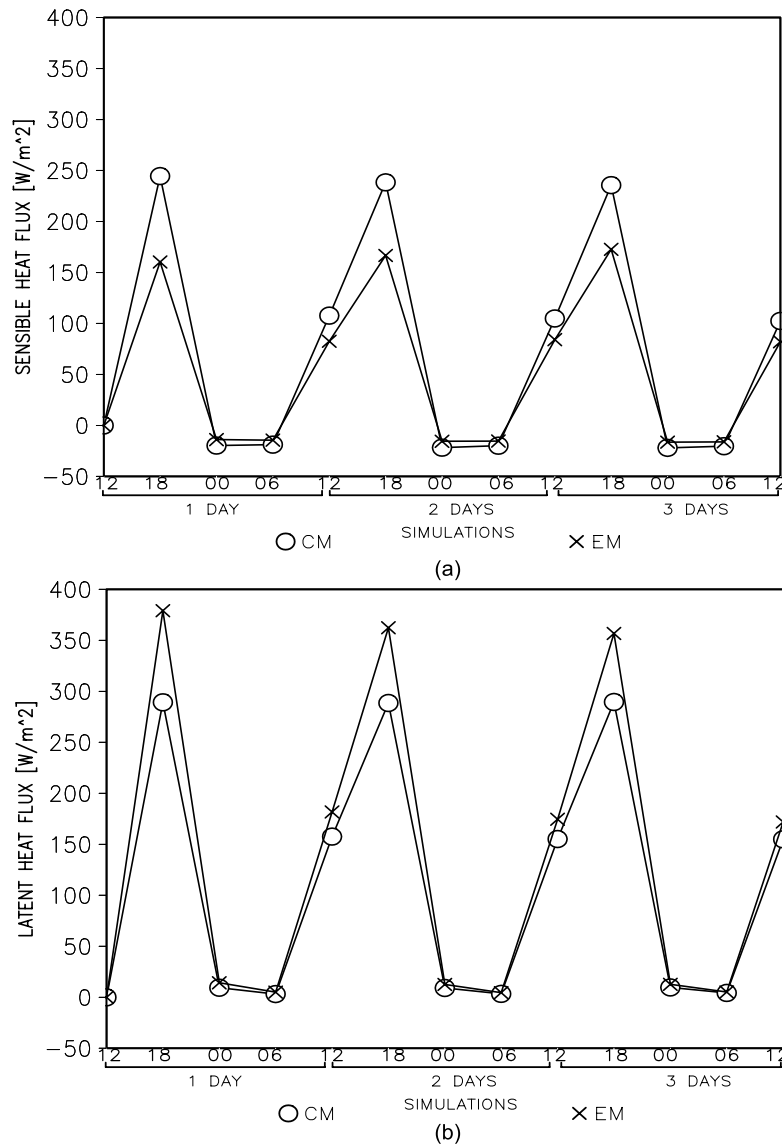 400
350
300
250
200
150
100
50
0
−50
SENSIBLE HEAT FLUX [W/m^2]
12 18 00 06 12 18 00 06 12 18 00 06 12
1 DAY 2 DAYS 3 DAYS
SIMULATIONS
CM EM
(a)
400
350
300
250
200
150
100
50
0
−50
LATENT HEAT FLUX [W/m^2]
12 18 00 06 12 18 00 06 12 18 00 06 12
1 DAY 2 DAYS 3 DAYS
SIMULATIONS
CM EM
(b)